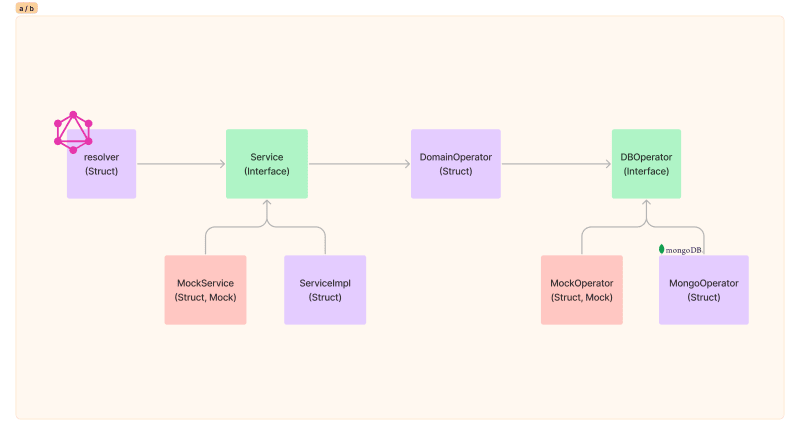 a / b
resolver
(Struct)
Service
(Interface)
DomainOperator
(Struct)
DBOperator
(Interface)
MockService
(Struct, Mock)
ServiceImpl
(Struct)
MockOperator
(Struct, Mock)
mongoDB.
MongoOperator
(Struct)